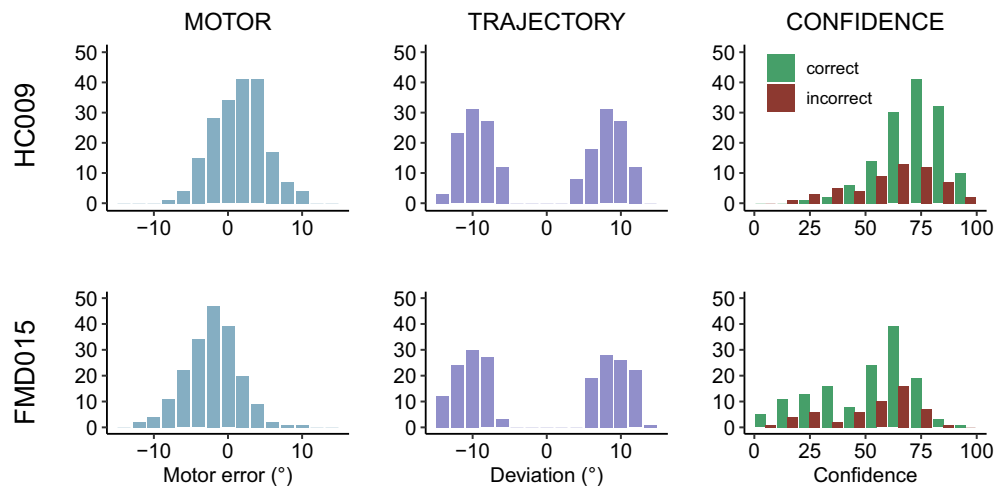 MOTOR TRAJECTORY CONFIDENCE
HC009
50 50 50
40 40 40
30 30 30
20 20 20
10 10 10
0 0 0
correct
incorrect
−10 0 10 −10 0 10 0 25 50 75 100
FMD015
50 50 50
40 40 40
30 30 30
20 20 20
10 10 10
0 0 0
−10 0 10 −10 0 10 0 25 50 75 100
Motor error (°) Deviation (°) Confidence